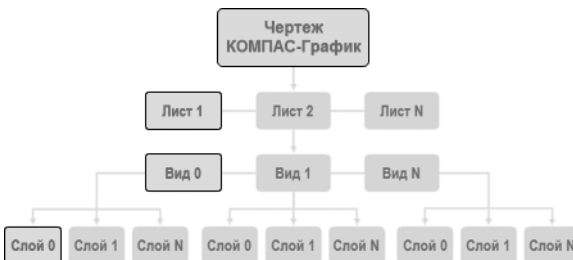 Чертеж
КОМПАС-График
Лист 1 Лист 2 Лист N
Вид 0 Вид 1 Вид N
Слой 0 Слой 1 Слой N Слой 0 Слой 1 Слой N Слой 0 Слой 1 Слой N